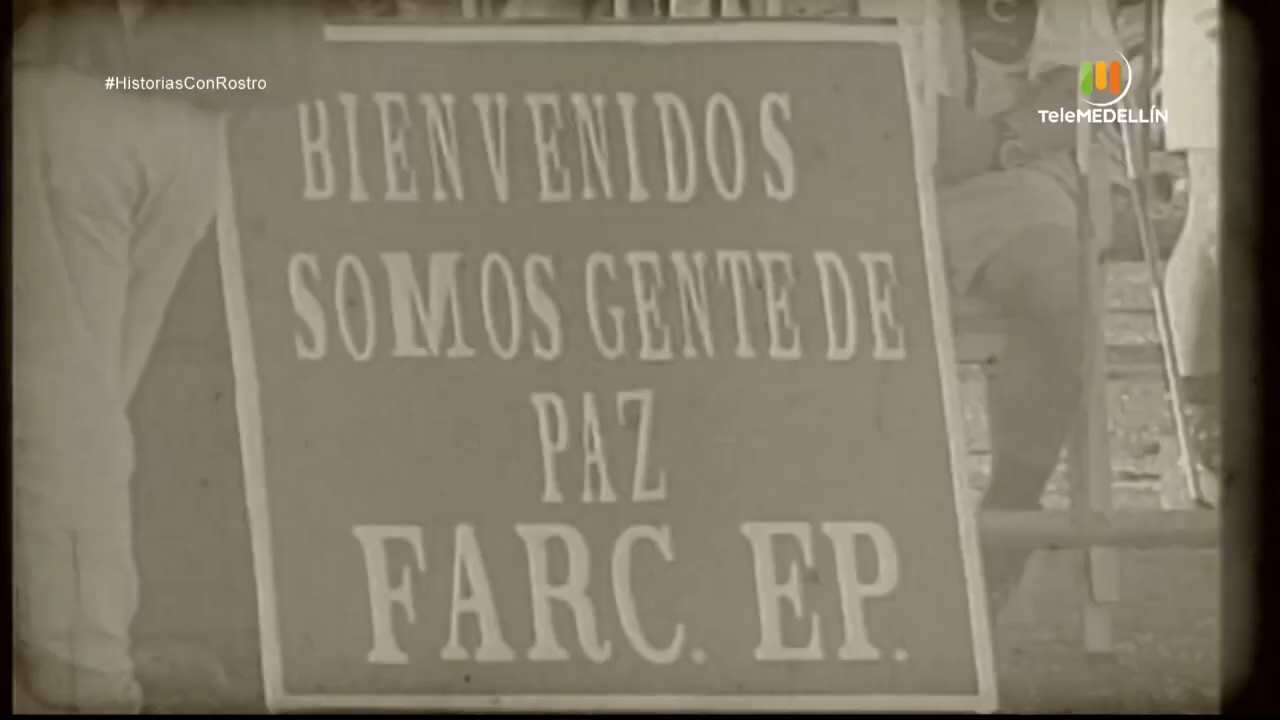 #HistoriasConRostro
TeleMEDELLÍN
BIENVENIDOS
SOMOS GENTE DE
PAZ
FARC. EP.